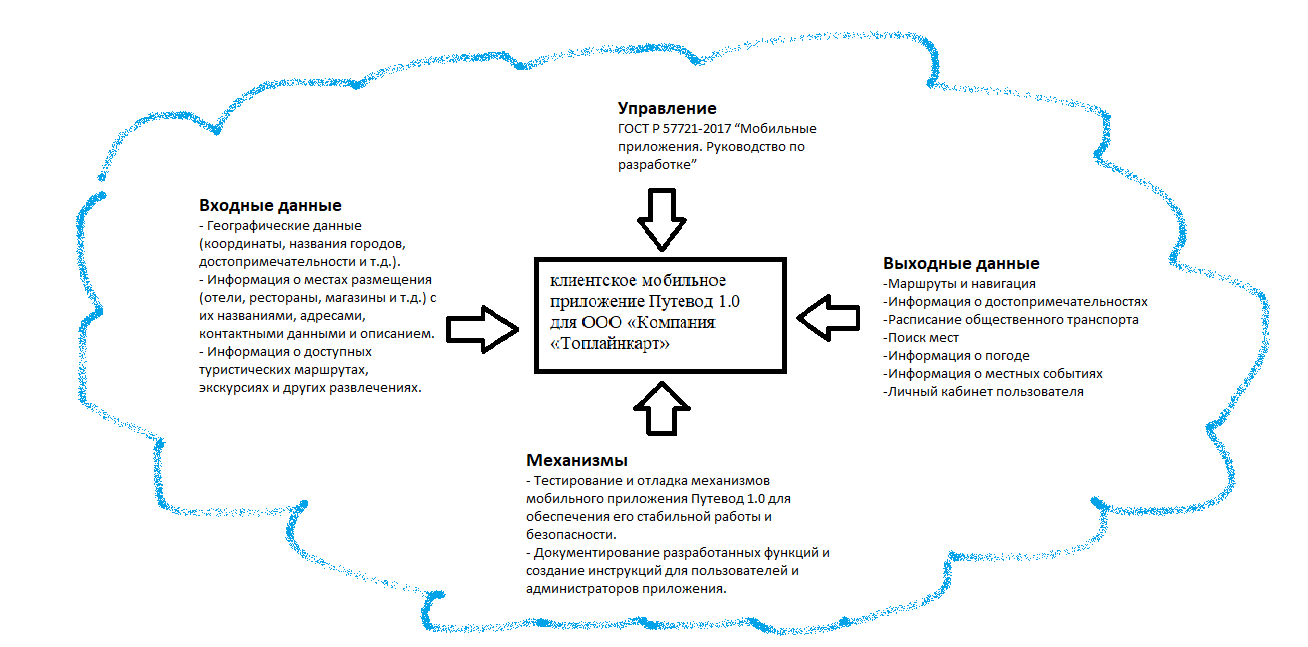 Управление
ГОСТ Р 57721-2017 “Мобильные
приложения. Руководство по
разработке”
Входные данные
- Географические данные
(координаты, названия городов,
достопримечательности и т.д.).
- Информация о местах размещения
(отели, рестораны, магазины и т.д.) с
их названиями, адресами,
контактными данными и описанием.
- Информация о доступных
туристических маршрутах,
экскурсиях и других развлечениях.
клиентское мобильное
приложение Путевод 1.0
для ООО «Компания
«Топлайнкарт»
Выходные данные
-Маршруты и навигация
-Информация о достопримечательностях
-Расписание общественного транспорта
-Поиск мест
-Информация о погоде
-Информация о местных событиях
-Личный кабинет пользователя
Механизмы
- Тестирование и отладка механизмов
мобильного приложения Путевод 1.0 для
обеспечения его стабильной работы и
безопасности.
- Документирование разработанных функций и
создание инструкций для пользователей и
администраторов приложения.